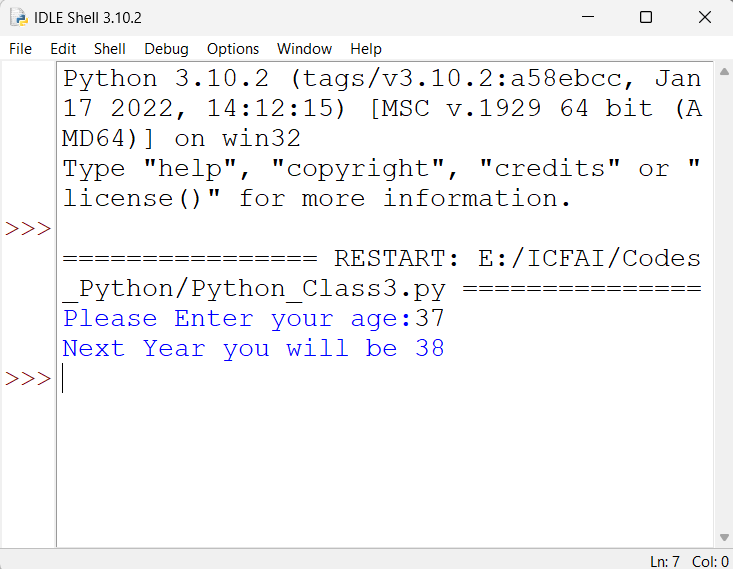 IDLE Shell 3.10.2
File Edit Shell Debug Options Window Help
Python 3.10.2 (tags/v3.10.2:a58ebcc, Jan
17 2022, 14:12:15) [MSC v.1929 64 bit (A
MD64)] on win32
Type "help", "copyright", "credits" or "
license()" for more information.
>>>
================ RESTART: E:/ICFAI/Codes
_Python/Python_Class3.py ===============
Please Enter your age:37
Next Year you will be 38
>>>
Ln: 7 Col: 0